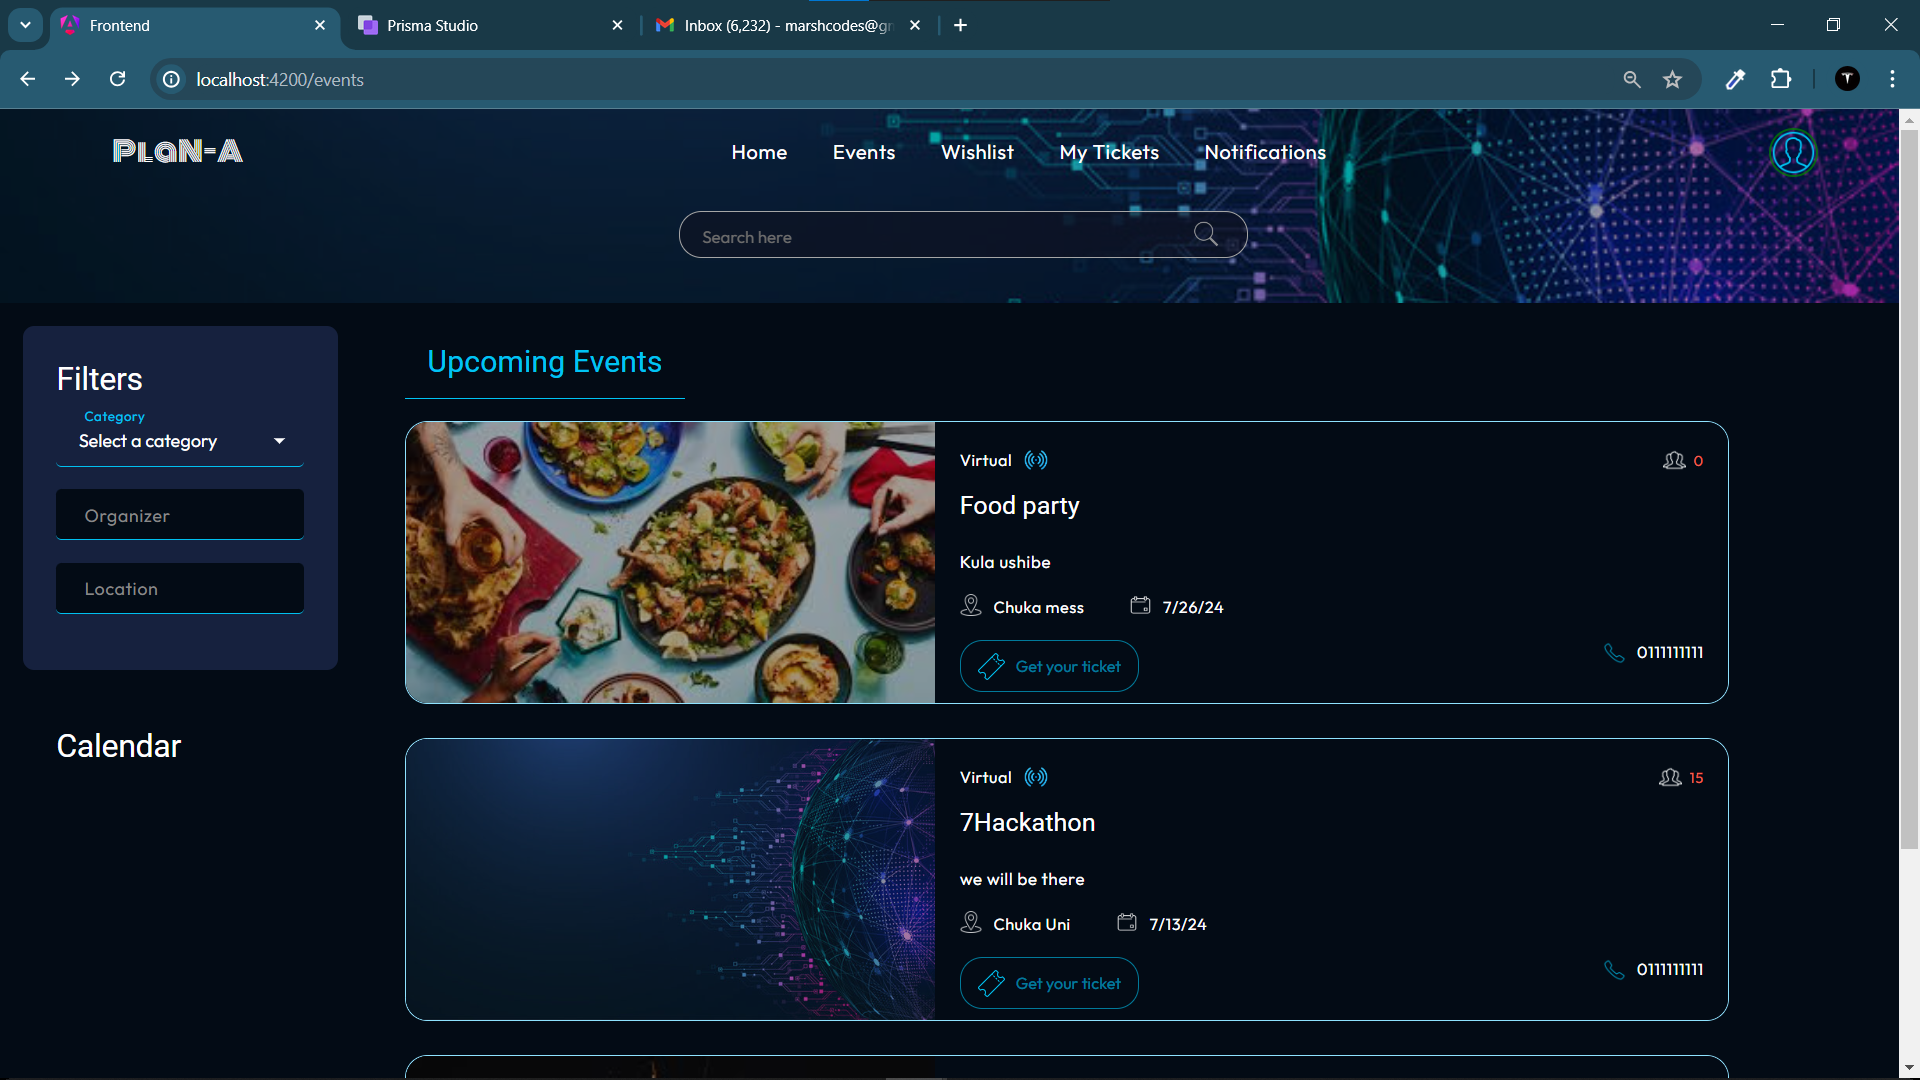 Frontend
Prisma Studio
Inbox (6,232) - marshcodes@gr
localhost:4200/events
PLaN-A
Home
Events
Wishlist
My Tickets
Notifications
Search here
Filters
Category
Select a category
Organizer
Location
Calendar
Upcoming Events
Virtual
0
Food party
Kula ushibe
Chuka mess
7/26/24
Get your ticket
0111111111
Virtual
15
7Hackathon
we will be there
Chuka Uni
7/13/24
Get your ticket
0111111111